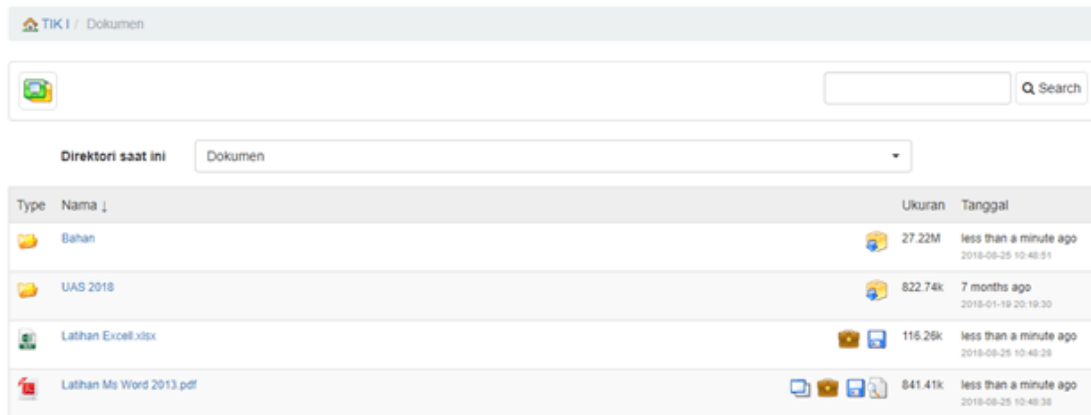 TIK I / Dokumen
Search
Direktori saat ini Dokumen
Type Nama ↓ Ukuran Tanggal
Bahan 27.22M less than a minute ago
2018-08-25 10:48:51
UAS 2018 822.74k 7 months ago
2018-01-19 20:19:30
Latihan Excell.xlsx 116.26k less than a minute ago
2018-08-25 10:48:28
Latihan Ms Word 2013.pdf 841.41k less than a minute ago
2018-08-25 10:48:38